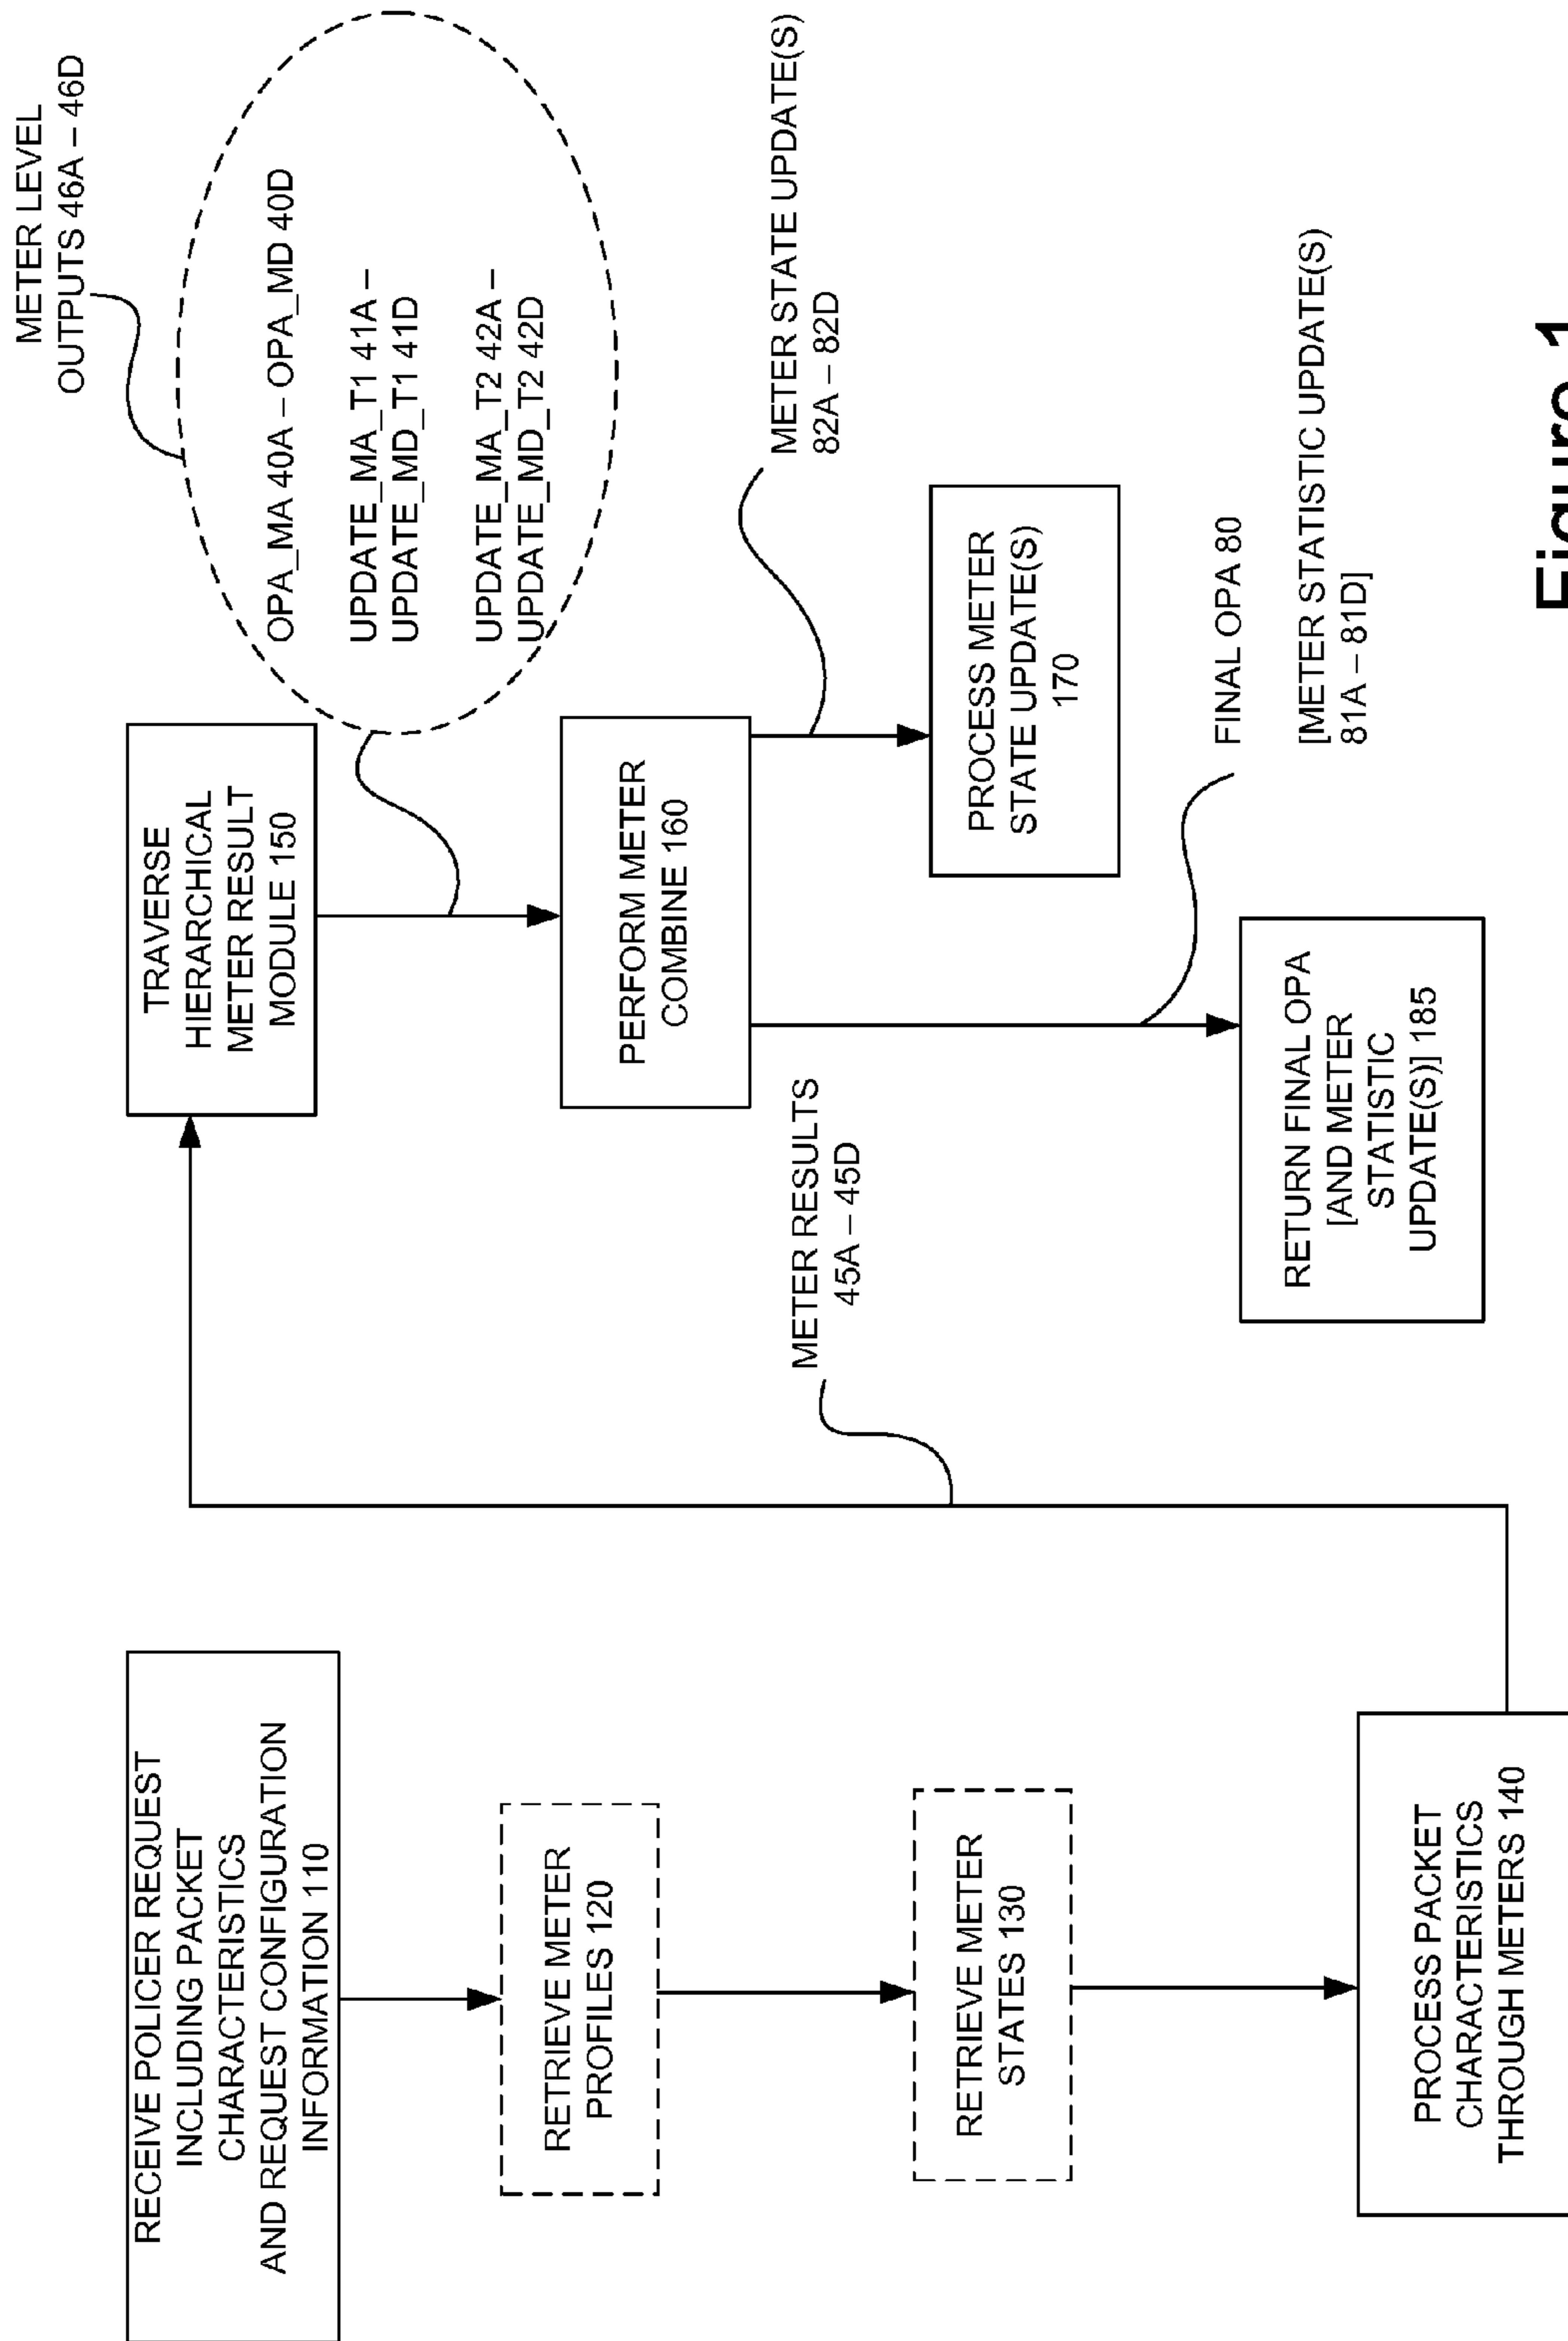 RECEIVE POLICER REQUEST
INCLUDING PACKET
CHARACTERISTICS
AND REQUEST CONFIGURATION
INFORMATION 110
RETRIEVE METER
PROFILES 120
RETRIEVE METER
STATES 130
PROCESS PACKET
CHARACTERISTICS
THROUGH METERS 140
METER RESULTS
45A – 45D
TRAVERSE
HIERARCHICAL
METER RESULT
MODULE 150
METER LEVEL
OUTPUTS 46A – 46D
OPA_MA 40A – OPA_MD 40D
UPDATE_MA_T1 41A –
UPDATE_MD_T1 41D
UPDATE_MA_T2 42A –
UPDATE_MD_T2 42D
PERFORM METER
COMBINE 160
METER STATE UPDATE(S)
82A – 82D
PROCESS METER
STATE UPDATE(S)
170
FINAL OPA 80
[METER STATISTIC UPDATE(S)
81A – 81D]
RETURN FINAL OPA
[AND METER
STATISTIC
UPDATE(S)] 185
Figure 1